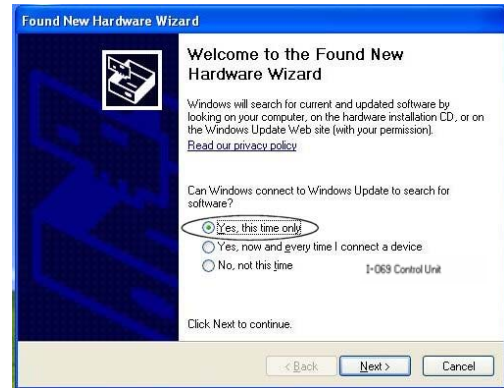 Found New Hardware Wizard
Welcome to the Found New
Hardware Wizard
Windows will search for current and updated software by
looking on your computer, on the hardware installation CD, or on
the Windows Update Web site (with your permission).
Read our privacy policy
Can Windows connect to Windows Update to search for
software?
Yes, this time only
Yes, now and every time I connect a device
No, not this time
I-069 Control Unit
Click Next to continue.
< Back
Next >
Cancel